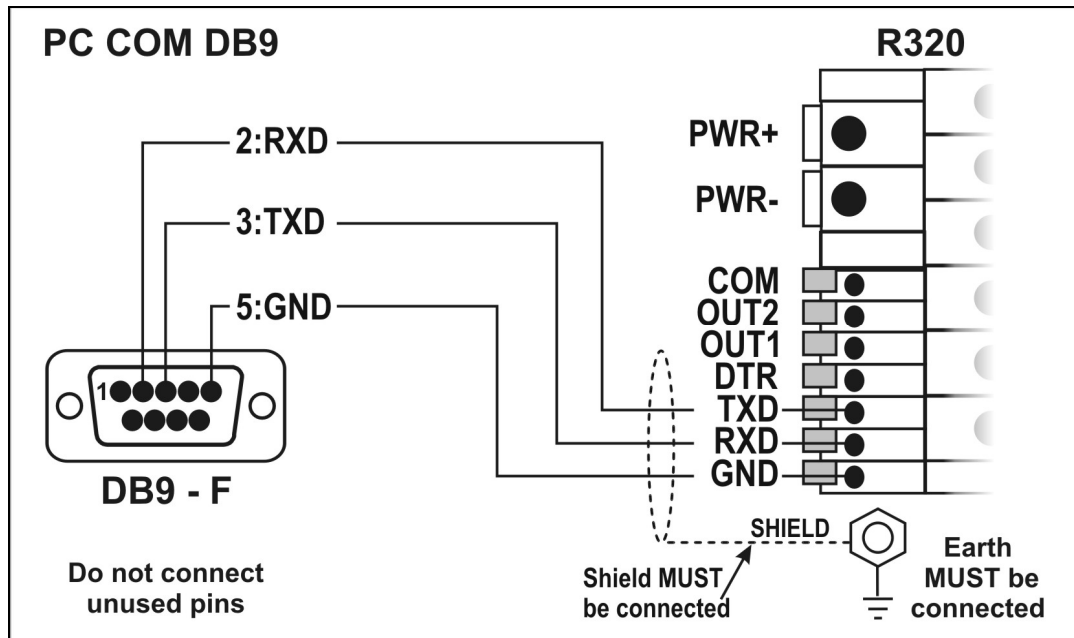 PC COM DB9
R320
2:RXD
3:TXD
5:GND
1
DB9 - F
Do not connect
unused pins
PWR+
PWR-
COM
OUT2
OUT1
DTR
TXD
RXD
GND
SHIELD
Shield MUST
be connected
Earth
MUST be
connected